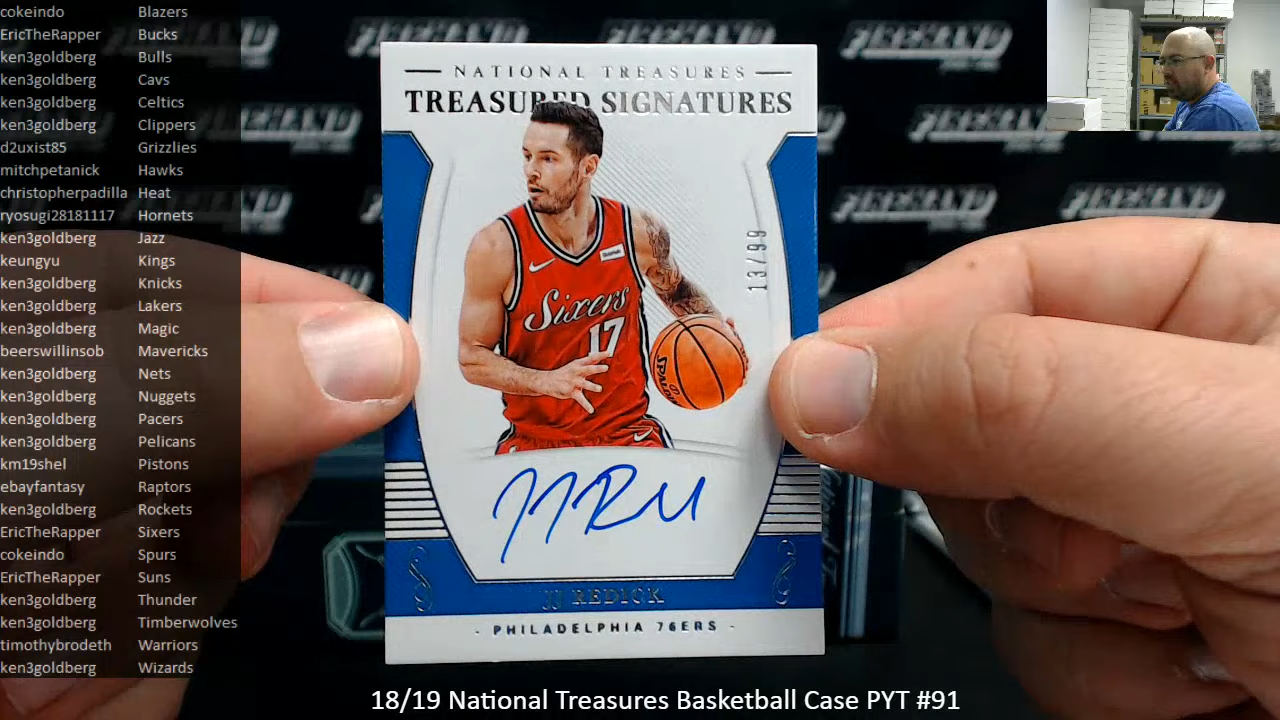 cokeindo Blazers
EricTheRapper Bucks
ken3goldberg Bulls
ken3goldberg Cavs
ken3goldberg Celtics
ken3goldberg Clippers
d2uxist85 Grizzlies
mitchpetanick Hawks
christopherpadilla Heat
ryosugi28181117 Hornets
ken3goldberg Jazz
keungyu Kings
ken3goldberg Knicks
ken3goldberg Lakers
ken3goldberg Magic
beerswillinsob Mavericks
ken3goldberg Nets
ken3goldberg Nuggets
ken3goldberg Pacers
ken3goldberg Pelicans
km19shel Pistons
ebayfantasy Raptors
ken3goldberg Rockets
EricTheRapper Sixers
cokeindo Spurs
EricTheRapper Suns
ken3goldberg Thunder
ken3goldberg Timberwolves
timothybrodeth Warriors
ken3goldberg Wizards
NATIONAL TREASURES
TREASURED SIGNATURES
13/99
Sixers
17
SPALDING
JJ REDICK
- PHILADELPHIA 76ERS -
18/19 National Treasures Basketball Case PYT #91